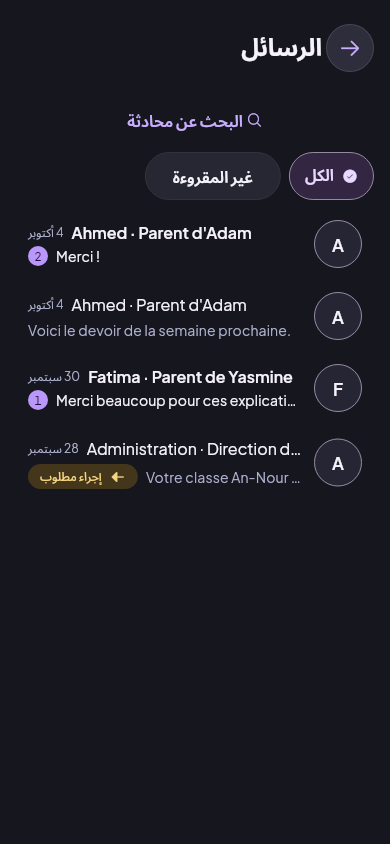 الرسائل
البحث عن محادثة
الكل
غير المقروءة
A
Ahmed · Parent d'Adam
4 أكتوبر
Merci !
2
A
Ahmed · Parent d'Adam
4 أكتوبر
Voici le devoir de la semaine prochaine.
F
Fatima · Parent de Yasmine
30 سبتمبر
Merci beaucoup pour ces explicati…
1
A
Administration · Direction d…
28 سبتمبر
Votre classe An-Nour …
إجراء مطلوب